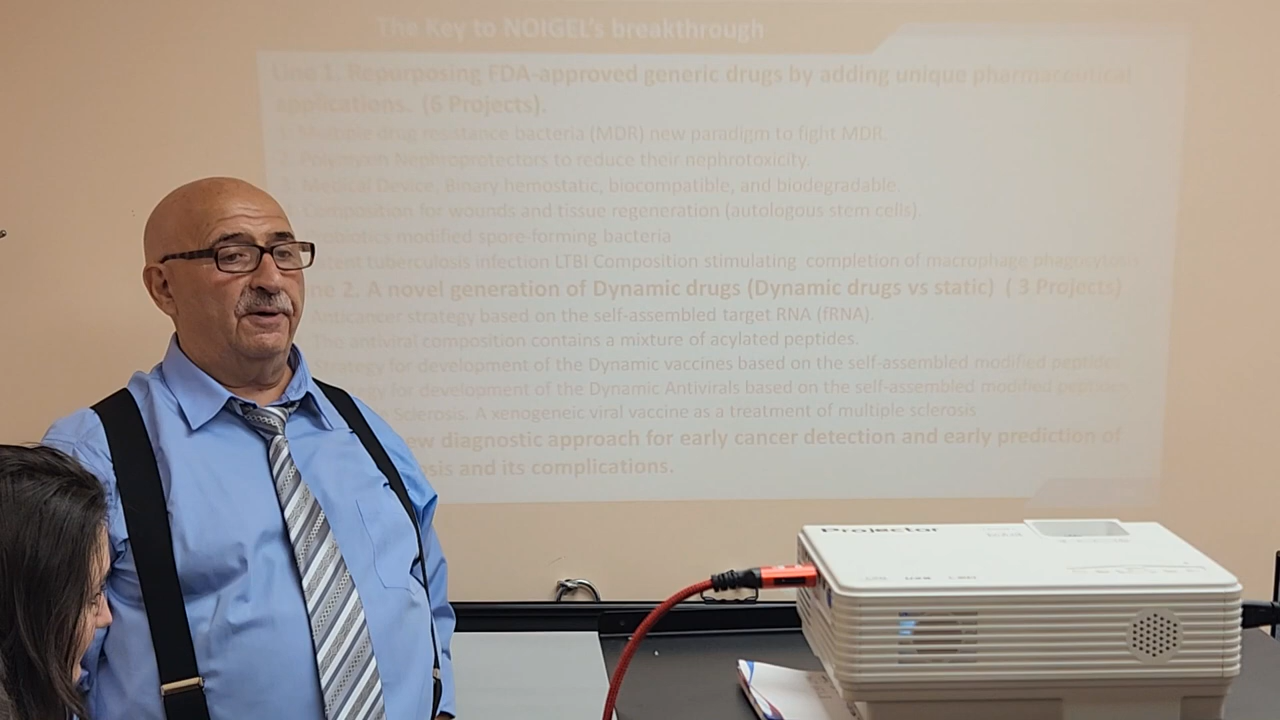 The Key to NOIGEL's breakthrough
Line 1. Repurposing FDA-approved generic drugs by adding unique pharmaceutical
applications. (6 Projects).
1. Multiple drug resistance bacteria (MDR) new paradigm to fight MDR.
2. Polymyxin Nephroprotectors to reduce their nephrotoxicity.
3. Medical Device. Binary hemostatic, biocompatible, and biodegradable.
Composition for wounds and tissue regeneration (autologous stem cells)
Probiotics modified spore-forming bacteria
Latent tuberculosis infection LTBI Composition stimulating completion of macrophage phagocytosis
Line 2. A novel generation of Dynamic drugs (Dynamic drugs vs static) ( 3 Projects)
Anticancer strategy based on the self-assembled target RNA (fRNA).
The antiviral composition contains a mixture of acylated peptides.
Strategy for development of the Dynamic vaccines based on the self-assembled modified peptides
for development of the Dynamic Antivirals based on the self-assembled modified peptides
Sclerosis. A xenogeneic viral vaccine as a treatment of multiple sclerosis
diagnostic approach for early cancer detection and early prediction of
and its complications.
Projector